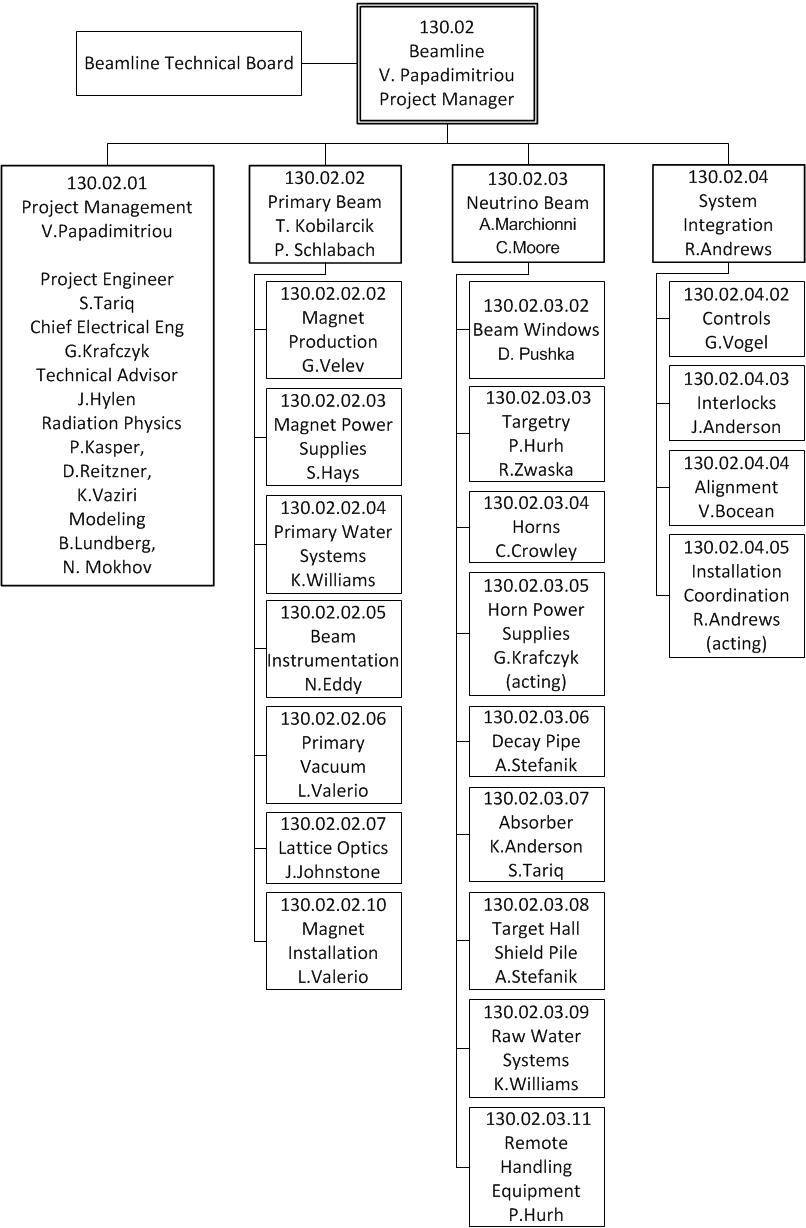 130.02
Beamline
V. Papadimitriou
Project Manager
Beamline Technical Board
130.02.01
Project Management
V.Papadimitriou
Project Engineer
S.Tariq
Chief Electrical Eng
G.Krafczyk
Technical Advisor
J.Hylen
Radiation Physics
P.Kasper,
D.Reitzner,
K.Vaziri
Modeling
B.Lundberg,
N. Mokhov
130.02.02
Primary Beam
T. Kobilarcik
P. Schlabach
130.02.02.02
Magnet
Production
G.Velev
130.02.02.03
Magnet Power
Supplies
S.Hays
130.02.02.04
Primary Water
Systems
K.Williams
130.02.02.05
Beam
Instrumentation
N.Eddy
130.02.02.06
Primary
Vacuum
L.Valerio
130.02.02.07
Lattice Optics
J.Johnstone
130.02.02.10
Magnet
Installation
L.Valerio
130.02.03
Neutrino Beam
A.Marchionni
C.Moore
130.02.03.02
Beam Windows
D. Pushka
130.02.03.03
Targetry
P.Hurh
R.Zwaska
130.02.03.04
Horns
C.Crowley
130.02.03.05
Horn Power
Supplies
G.Krafczyk
(acting)
130.02.03.06
Decay Pipe
A.Stefanik
130.02.03.07
Absorber
K.Anderson
S.Tariq
130.02.03.08
Target Hall
Shield Pile
A.Stefanik
130.02.03.09
Raw Water
Systems
K.Williams
130.02.03.11
Remote
Handling
Equipment
P.Hurh
130.02.04
System
Integration
R.Andrews
130.02.04.02
Controls
G.Vogel
130.02.04.03
Interlocks
J.Anderson
130.02.04.04
Alignment
V.Bocean
130.02.04.05
Installation
Coordination
R.Andrews
(acting)